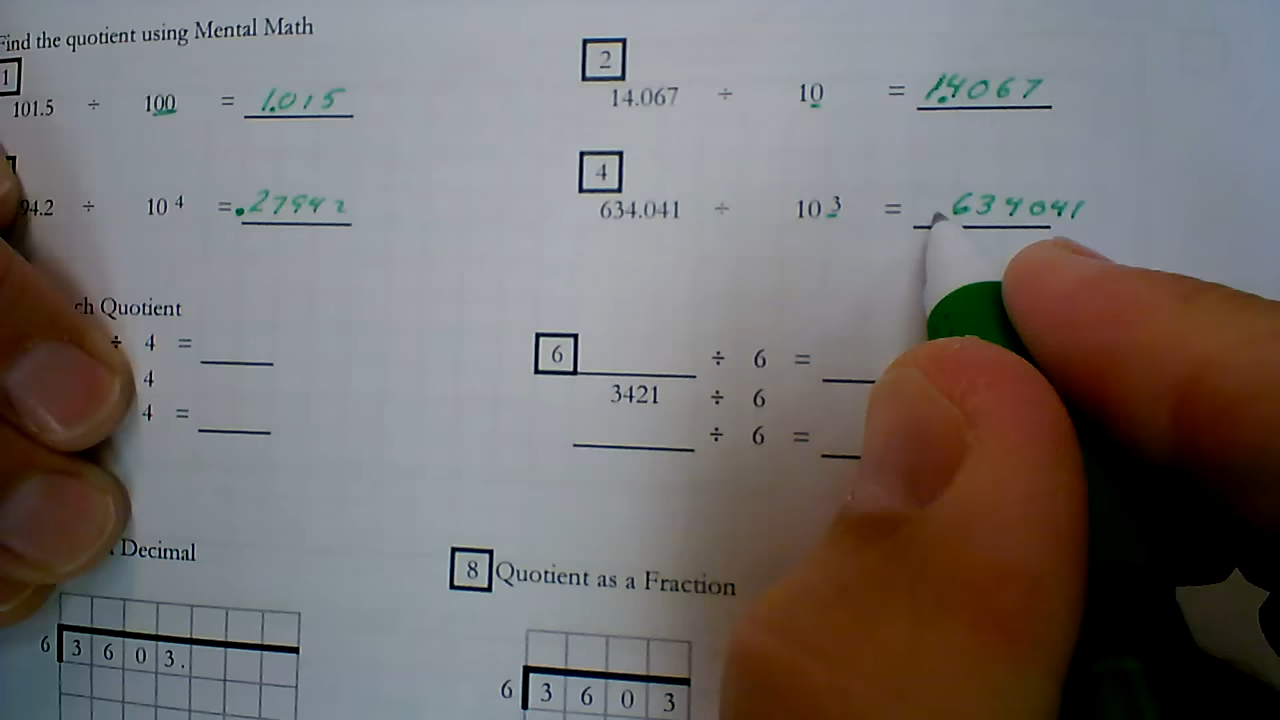 Find the quotient using Mental Math
1
101.5 ÷ 100 = 1.015
2
14.067 ÷ 10 = 1.4067
94.2 ÷ 10 4 = .27942
4
634.041 ÷ 10 3 = 634041
ch Quotient
÷ 4 =
4
4 =
6
÷ 6 =
3421 ÷ 6
÷ 6 =
Decimal
6 3 6 0 3.
8 Quotient as a Fraction
6 3 6 0 3